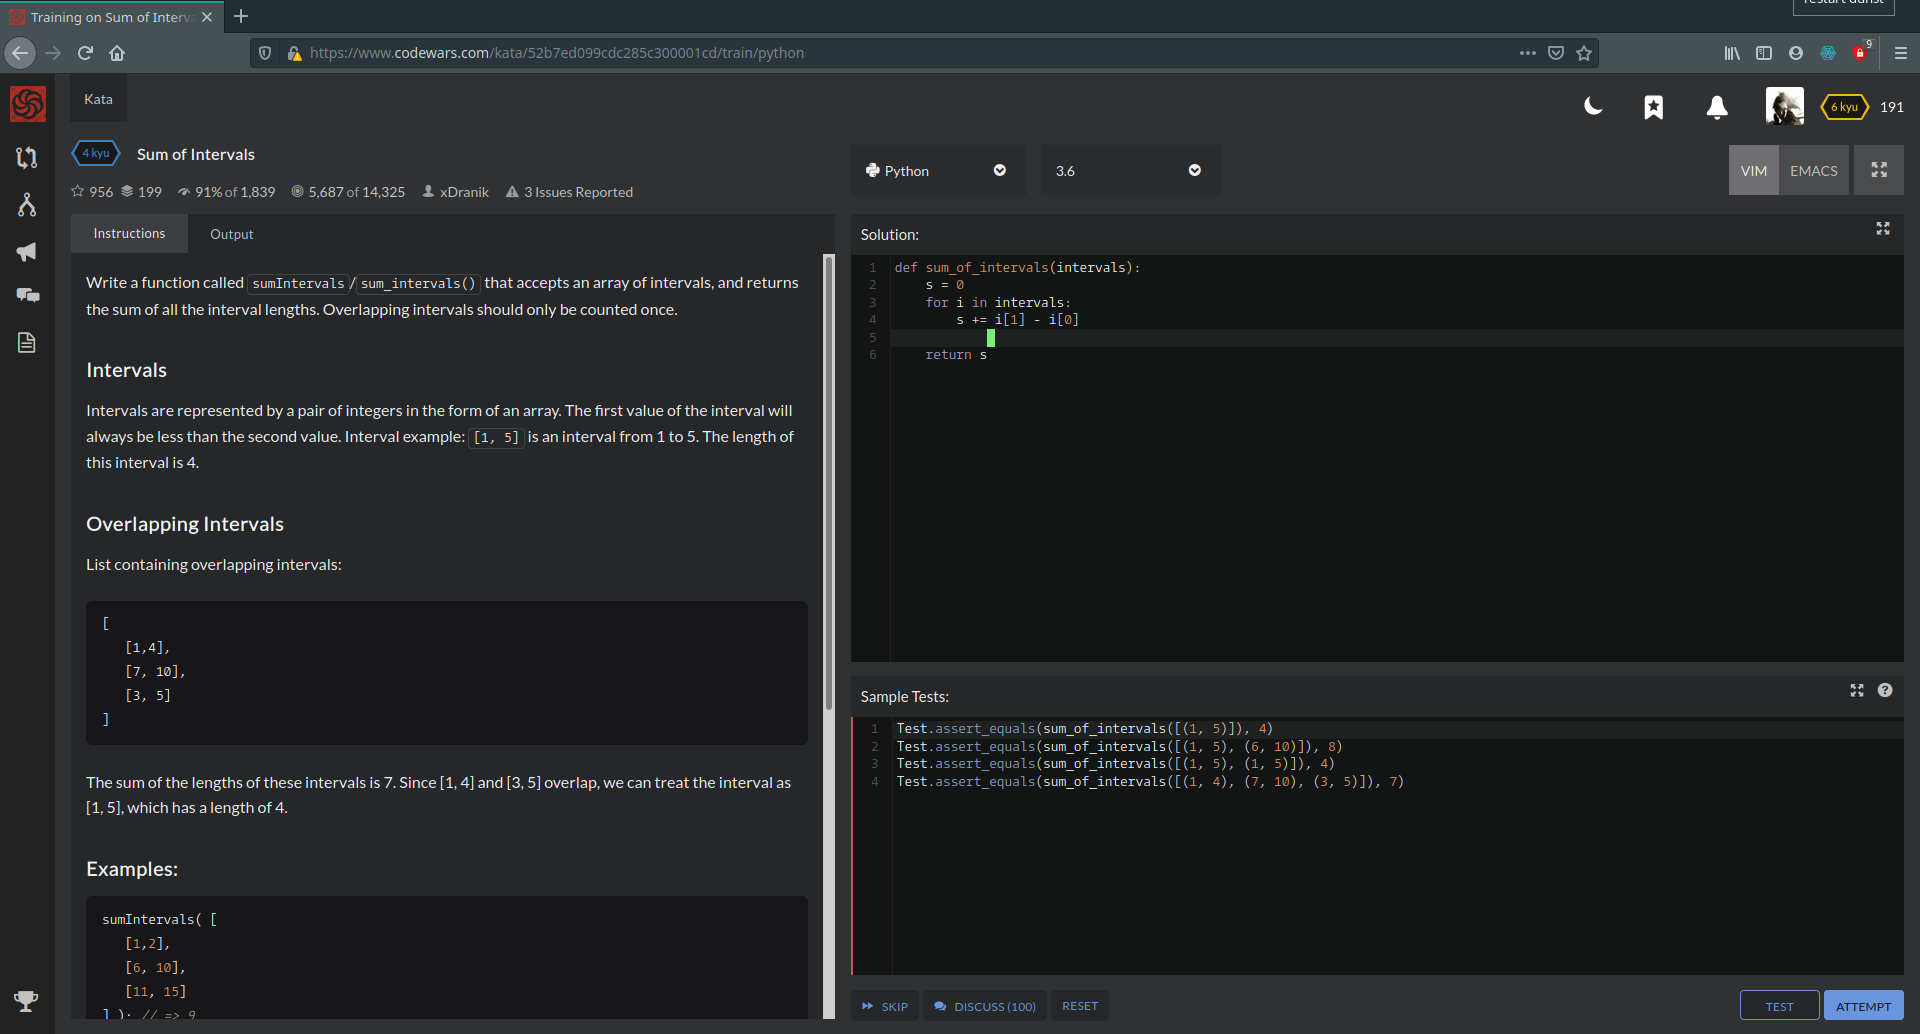 Training on Sum of Interva
https://www.codewars.com/kata/52b7ed099cdc285c300001cd/train/python
9
Kata
6 kyu
191
4 kyu
Sum of Intervals
956 199 91% of 1,839 5,687 of 14,325 xDranik 3 Issues Reported
Python
3.6
VIM
EMACS
Instructions
Output
Write a function called sumIntervals/sum_intervals() that accepts an array of intervals, and returns
the sum of all the interval lengths. Overlapping intervals should only be counted once.
Intervals
Intervals are represented by a pair of integers in the form of an array. The first value of the interval will
always be less than the second value. Interval example: [1, 5] is an interval from 1 to 5. The length of
this interval is 4.
Overlapping Intervals
List containing overlapping intervals:
[
[1,4],
[7, 10],
[3, 5]
]
The sum of the lengths of these intervals is 7. Since [1, 4] and [3, 5] overlap, we can treat the interval as
[1, 5], which has a length of 4.
Examples:
sumIntervals( [
[1,2],
[6, 10],
[11, 15]
] ); // => 9
Solution:
1 def sum_of_intervals(intervals):
2 s = 0
3 for i in intervals:
4 s += i[1] - i[0]
5
6 return s
Sample Tests:
1 Test.assert_equals(sum_of_intervals([(1, 5)]), 4)
2 Test.assert_equals(sum_of_intervals([(1, 5), (6, 10)]), 8)
3 Test.assert_equals(sum_of_intervals([(1, 5), (1, 5)]), 4)
4 Test.assert_equals(sum_of_intervals([(1, 4), (7, 10), (3, 5)]), 7)
SKIP
DISCUSS (100)
RESET
TEST
ATTEMPT